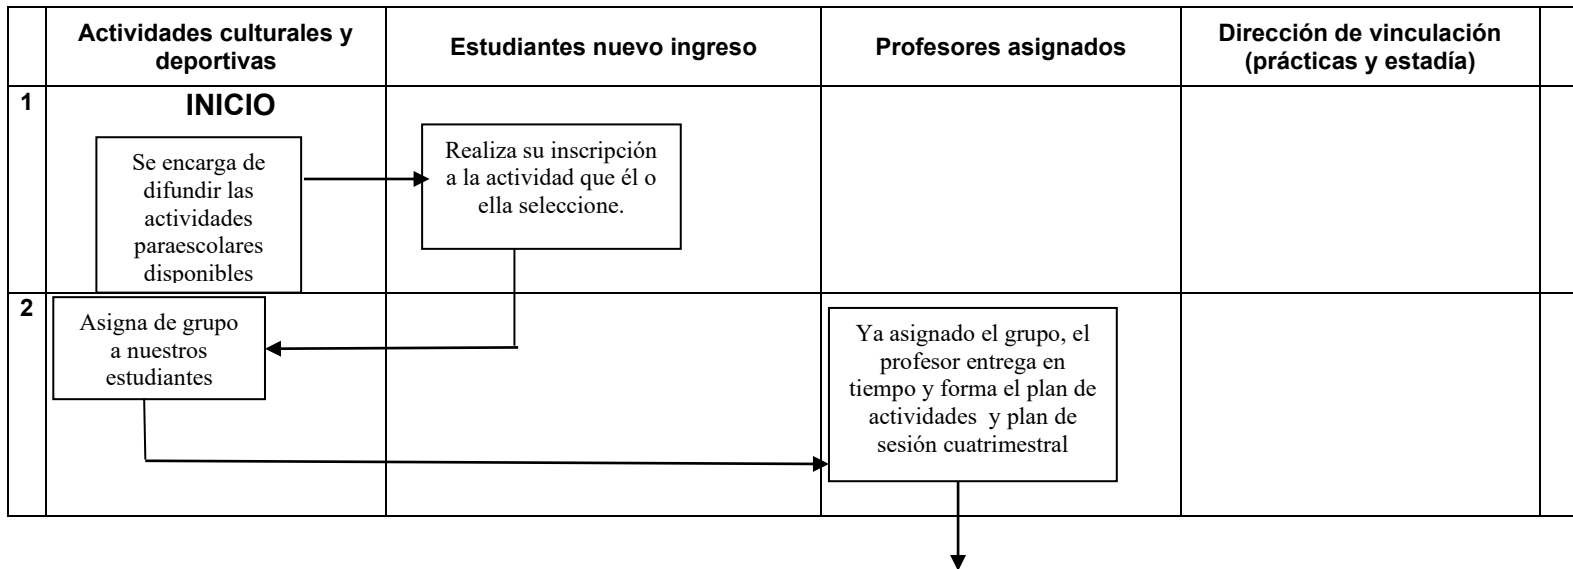 Actividades culturales y
deportivas
Estudiantes nuevo ingreso
Profesores asignados
Dirección de vinculación
(prácticas y estadía)
1
INICIO
Se encarga de
difundir las
actividades
paraescolares
disponibles
Realiza su inscripción
a la actividad que él o
ella seleccione.
2
Asigna de grupo
a nuestros
estudiantes
Ya asignado el grupo, el
profesor entrega en
tiempo y forma el plan de
actividades y plan de
sesión cuatrimestral